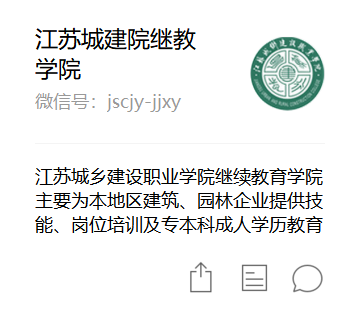 江苏城建院继教
学院
微信号：jscjy-jjxy
江苏城乡建设职业学院继续教育学院
主要为本地区建筑、园林企业提供技
能、岗位培训及专本科成人学历教育